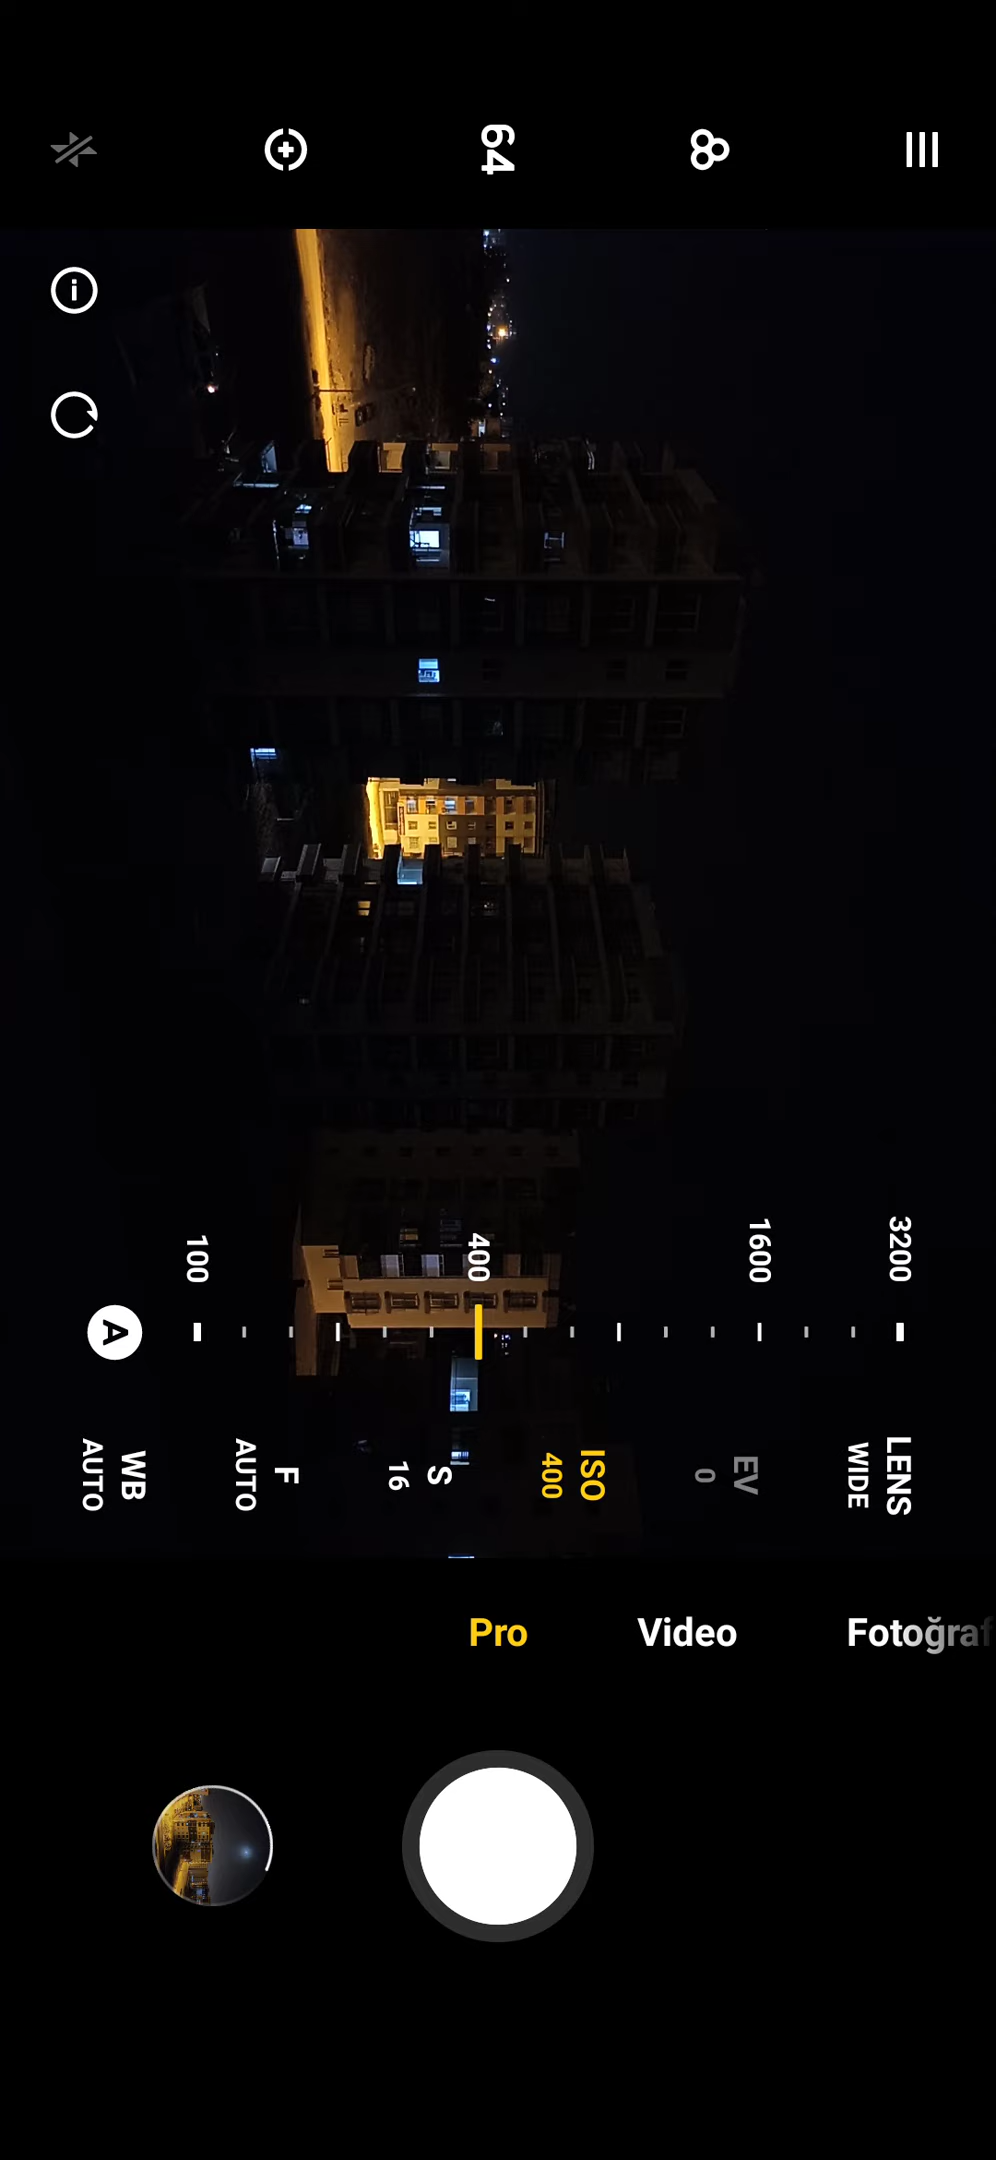 64
100
400
1600
3200
A
WB
AUTO
F
AUTO
S
16
ISO
400
EV
0
LENS
WIDE
Pro
Video
Fotoğraf